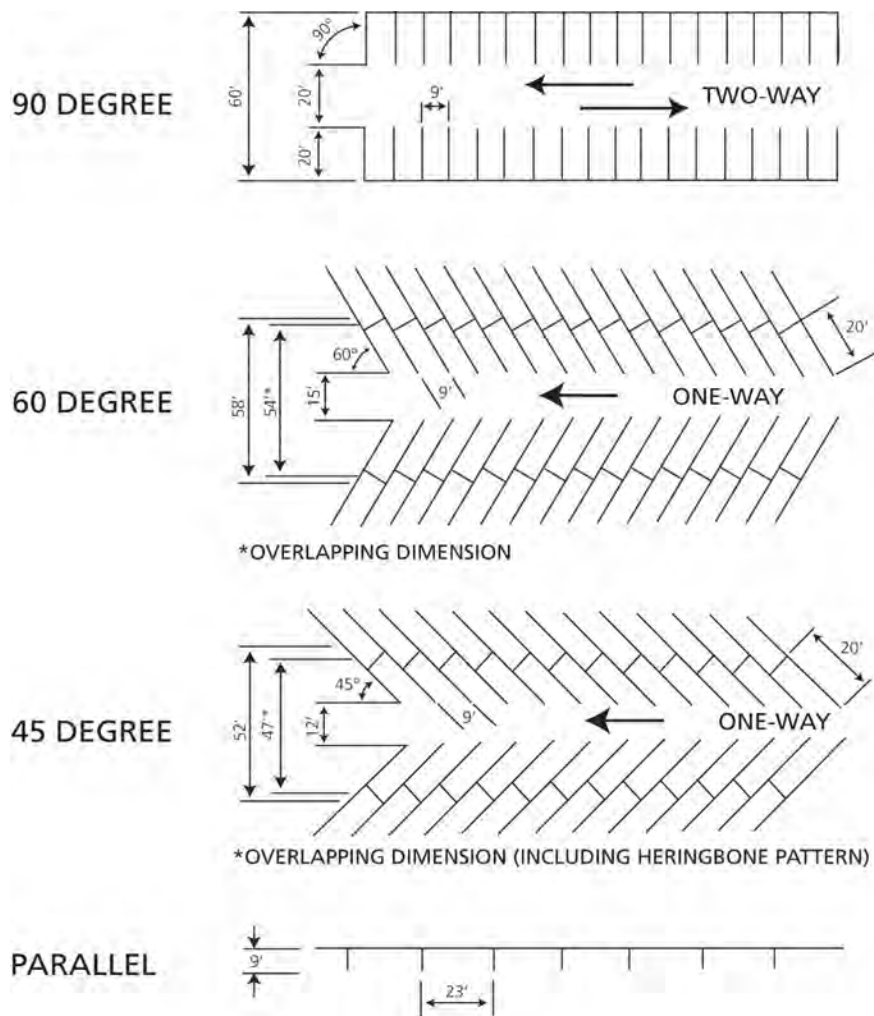 90 DEGREE
60'
90°
20'
20'
9'
TWO-WAY
60 DEGREE
58'
54'*
60°
15'
9'
ONE-WAY
20'
*OVERLAPPING DIMENSION
45 DEGREE
52'
47'*
45°
12'
9'
ONE-WAY
20'
*OVERLAPPING DIMENSION (INCLUDING HERINGBONE PATTERN)
PARALLEL
9'
23'